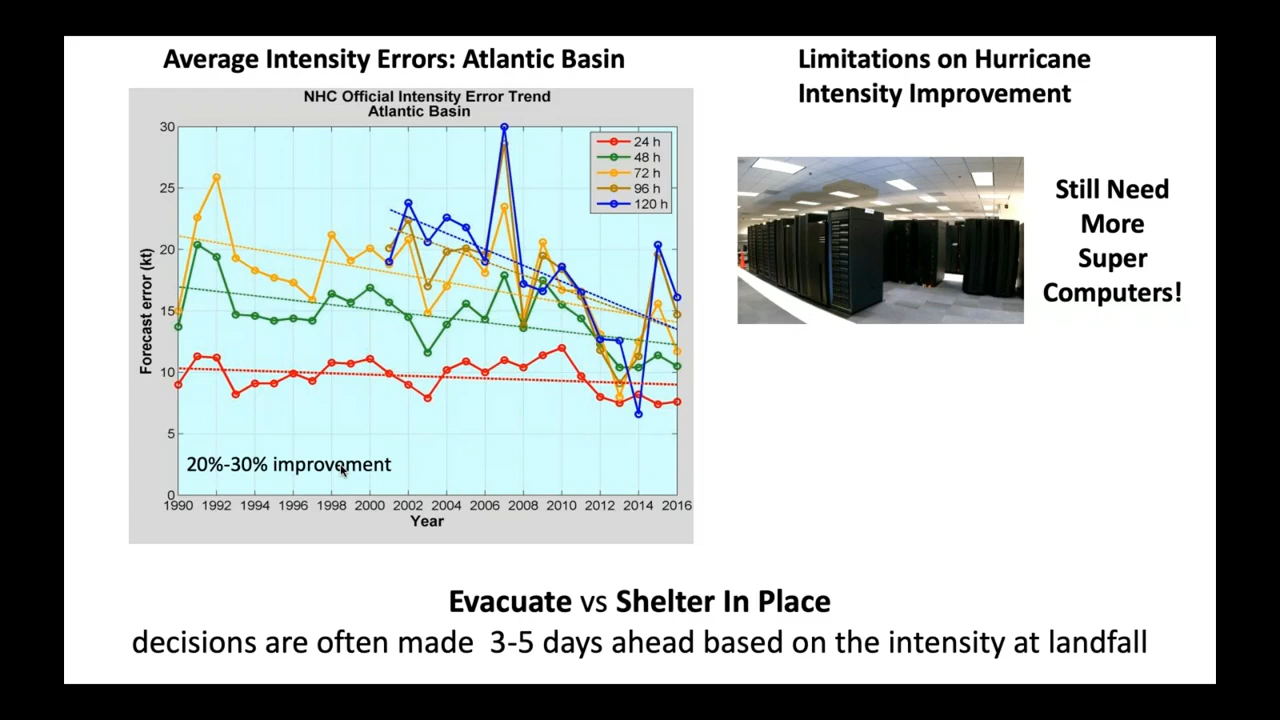 Average Intensity Errors: Atlantic Basin
NHC Official Intensity Error Trend
Atlantic Basin
30
25
20
15
10
5
0
Forecast error (kt)
24 h
48 h
72 h
96 h
120 h
20%-30% improvement
1990 1992 1994 1996 1998 2000 2002 2004 2006 2008 2010 2012 2014 2016
Year
Limitations on Hurricane
Intensity Improvement
Still Need
More
Super
Computers!
Evacuate vs Shelter In Place
decisions are often made 3-5 days ahead based on the intensity at landfall